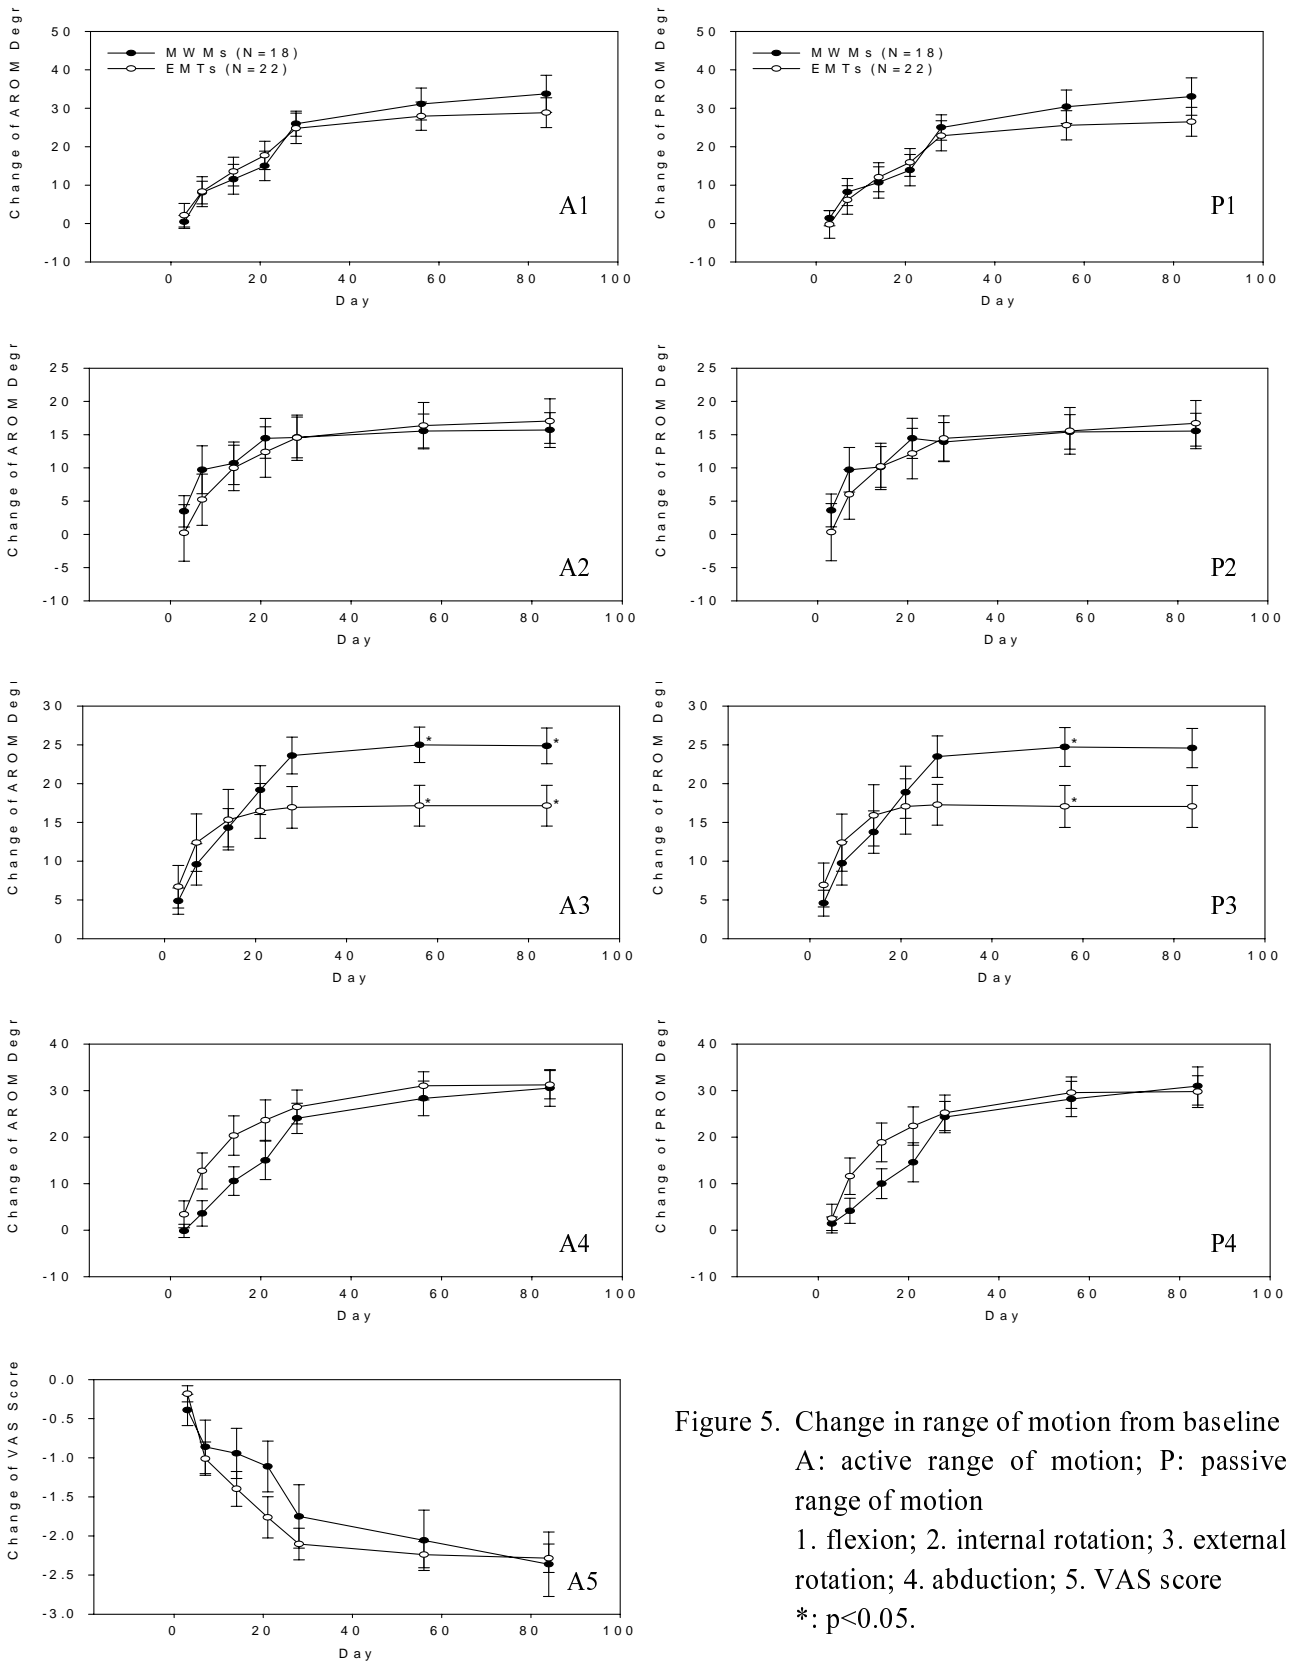 Change of AROM Degr
50
40
30
20
10
0
-10
MWMs (N=18)
EMTs (N=22)
A1
0 20 40 60 80 100
Day
Change of PROM Degr
50
40
30
20
10
0
-10
MWMs (N=18)
EMTs (N=22)
P1
0 20 40 60 80 100
Day
Change of AROM Degr
25
20
15
10
5
0
-5
-10
A2
0 20 40 60 80 100
Day
Change of PROM Degr
25
20
15
10
5
0
-5
-10
P2
0 20 40 60 80 100
Day
Change of AROM Degr
30
25
20
15
10
5
0
* *
* *
A3
0 20 40 60 80 100
Day
Change of PROM Degr
30
25
20
15
10
5
0
*
*
P3
0 20 40 60 80 100
Day
Change of AROM Degr
40
30
20
10
0
-10
A4
0 20 40 60 80 100
Day
Change of PROM Degr
40
30
20
10
0
-10
P4
0 20 40 60 80 100
Day
Change of VAS Score
0.0
-0.5
-1.0
-1.5
-2.0
-2.5
-3.0
A5
0 20 40 60 80 100
Day
Figure 5. Change in range of motion from baseline
A: active range of motion; P: passive
range of motion
1. flexion; 2. internal rotation; 3. external
rotation; 4. abduction; 5. VAS score
*: p<0.05.